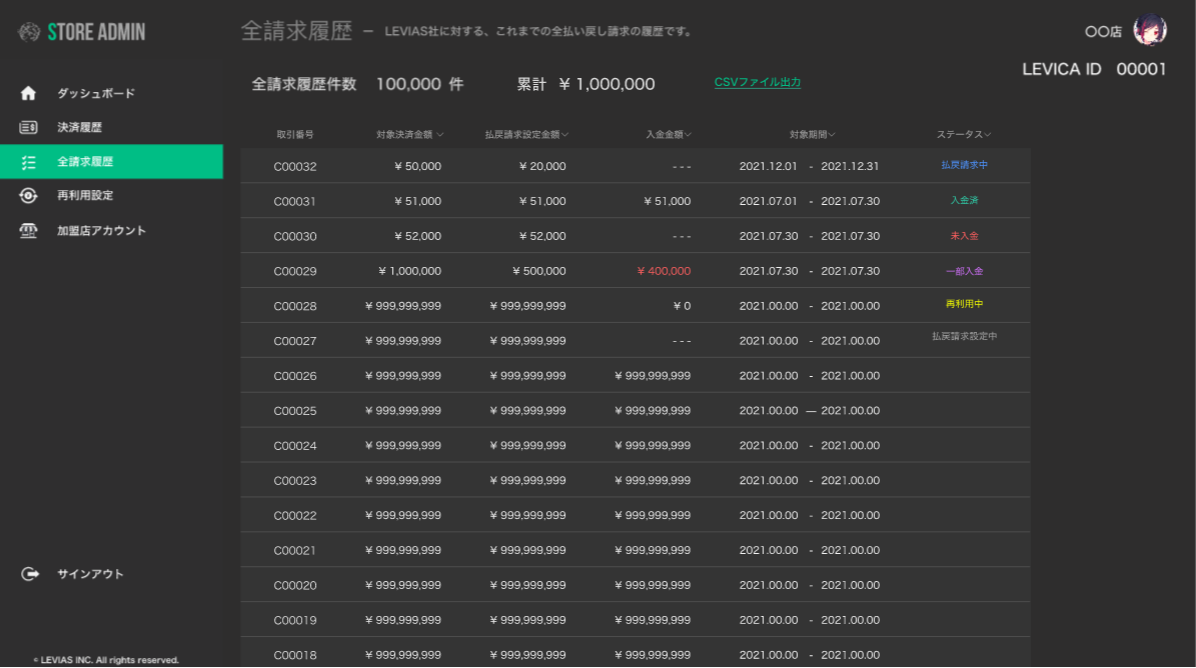 STORE ADMIN
ダッシュボード
決済履歴
全請求履歴
再利用設定
加盟店アカウント
サインアウト
© LEVIAS INC. All rights reserved.
全請求履歴 ー LEVIAS社に対する、これまでの全払い戻し請求の履歴です。
〇〇店
LEVICA ID 00001
全請求履歴件数 100,000 件 累計 ¥ 1,000,000 CSVファイル出力
取引番号 対象決済金額 払戻請求設定金額 入金金額 対象期間 ステータス
C00032 ¥ 50,000 ¥ 20,000 - - - 2021.12.01 - 2021.12.31 払戻請求中
C00031 ¥ 51,000 ¥ 51,000 ¥ 51,000 2021.07.01 - 2021.07.30 入金済
C00030 ¥ 52,000 ¥ 52,000 - - - 2021.07.30 - 2021.07.30 未入金
C00029 ¥ 1,000,000 ¥ 500,000 ¥ 400,000 2021.07.30 - 2021.07.30 一部入金
C00028 ¥ 999,999,999 ¥ 999,999,999 ¥ 0 2021.00.00 - 2021.00.00 再利用中
C00027 ¥ 999,999,999 ¥ 999,999,999 - - - 2021.00.00 - 2021.00.00 払戻請求設定中
C00026 ¥ 999,999,999 ¥ 999,999,999 ¥ 999,999,999 2021.00.00 - 2021.00.00
C00025 ¥ 999,999,999 ¥ 999,999,999 ¥ 999,999,999 2021.00.00 — 2021.00.00
C00024 ¥ 999,999,999 ¥ 999,999,999 ¥ 999,999,999 2021.00.00 - 2021.00.00
C00023 ¥ 999,999,999 ¥ 999,999,999 ¥ 999,999,999 2021.00.00 - 2021.00.00
C00022 ¥ 999,999,999 ¥ 999,999,999 ¥ 999,999,999 2021.00.00 - 2021.00.00
C00021 ¥ 999,999,999 ¥ 999,999,999 ¥ 999,999,999 2021.00.00 - 2021.00.00
C00020 ¥ 999,999,999 ¥ 999,999,999 ¥ 999,999,999 2021.00.00 - 2021.00.00
C00019 ¥ 999,999,999 ¥ 999,999,999 ¥ 999,999,999 2021.00.00 - 2021.00.00
C00018 ¥ 999,999,999 ¥ 999,999,999 ¥ 999,999,999 2021.00.00 - 2021.00.00